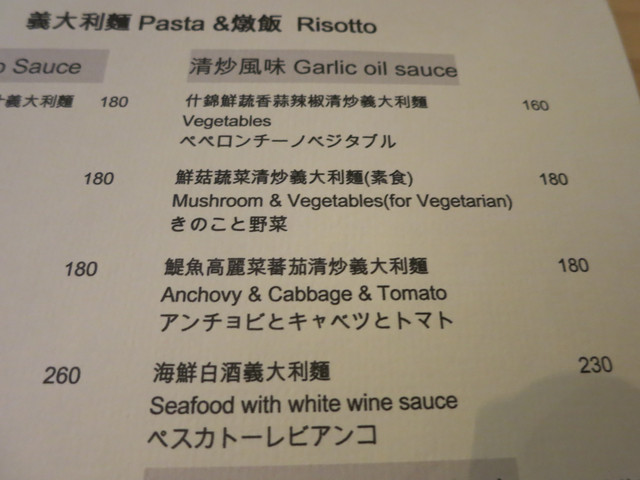 義大利麵 Pasta &燉飯 Risotto
Sauce
清炒風味 Garlic oil sauce
義大利麵 180
什錦鮮蔬香蒜辣椒清炒義大利麵 160
Vegetables
ペペロンチーノベジタブル
180
鮮菇蔬菜清炒義大利麵(素食) 180
Mushroom & Vegetables(for Vegetarian)
きのこと野菜
180
鯷魚高麗菜蕃茄清炒義大利麵 180
Anchovy & Cabbage & Tomato
アンチョビとキャベツとトマト
260
海鮮白酒義大利麵 230
Seafood with white wine sauce
ペスカトーレビアンコ